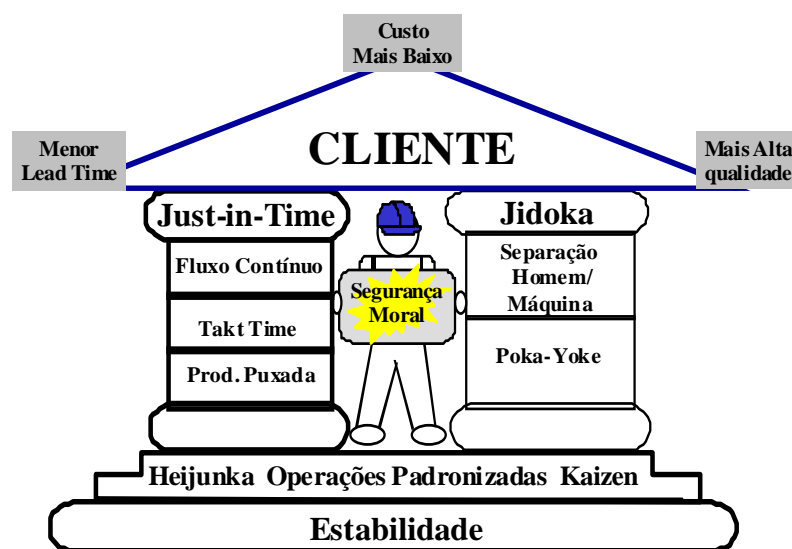 Custo
Mais Baixo
CLIENTE
Menor
Lead Time
Mais Alta
qualidade
Just-in-Time
Jidoka
Fluxo Contínuo
Takt Time
Prod. Puxada
Segurança
Moral
Separação
Homem/
Máquina
Poka-Yoke
Heijunka Operações Padronizadas Kaizen
Estabilidade